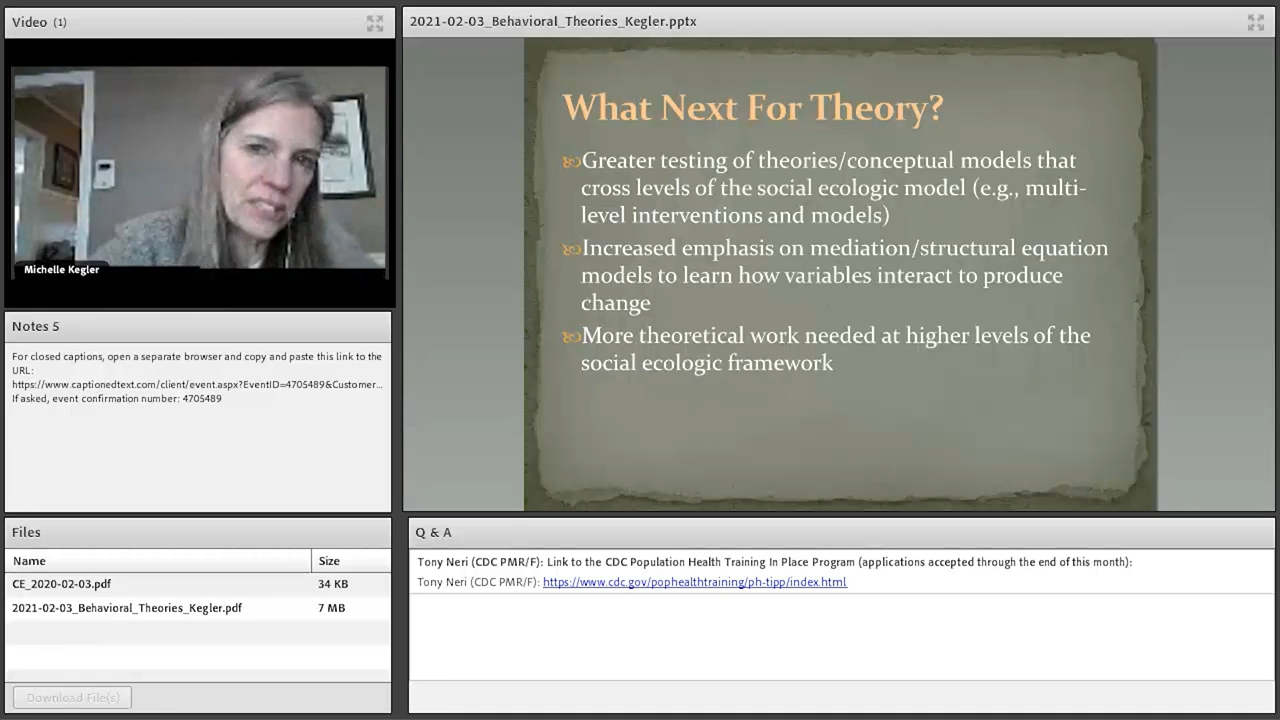 Video (1)
Michelle Kegler
Notes 5
For closed captions, open a separate browser and copy and paste this link to the
URL:
https://www.captionedtext.com/client/event.aspx?EventID=4705489&Customer...
If asked, event confirmation number: 4705489
Files
Name Size
CE_2020-02-03.pdf 34 KB
2021-02-03_Behavioral_Theories_Kegler.pdf 7 MB
Download File(s)
2021-02-03_Behavioral_Theories_Kegler.pptx
What Next For Theory?
Greater testing of theories/conceptual models that
cross levels of the social ecologic model (e.g., multi-
level interventions and models)
Increased emphasis on mediation/structural equation
models to learn how variables interact to produce
change
More theoretical work needed at higher levels of the
social ecologic framework
Q & A
Tony Neri (CDC PMR/F): Link to the CDC Population Health Training In Place Program (applications accepted through the end of this month):
Tony Neri (CDC PMR/F): https://www.cdc.gov/pophealthtraining/ph-tipp/index.html